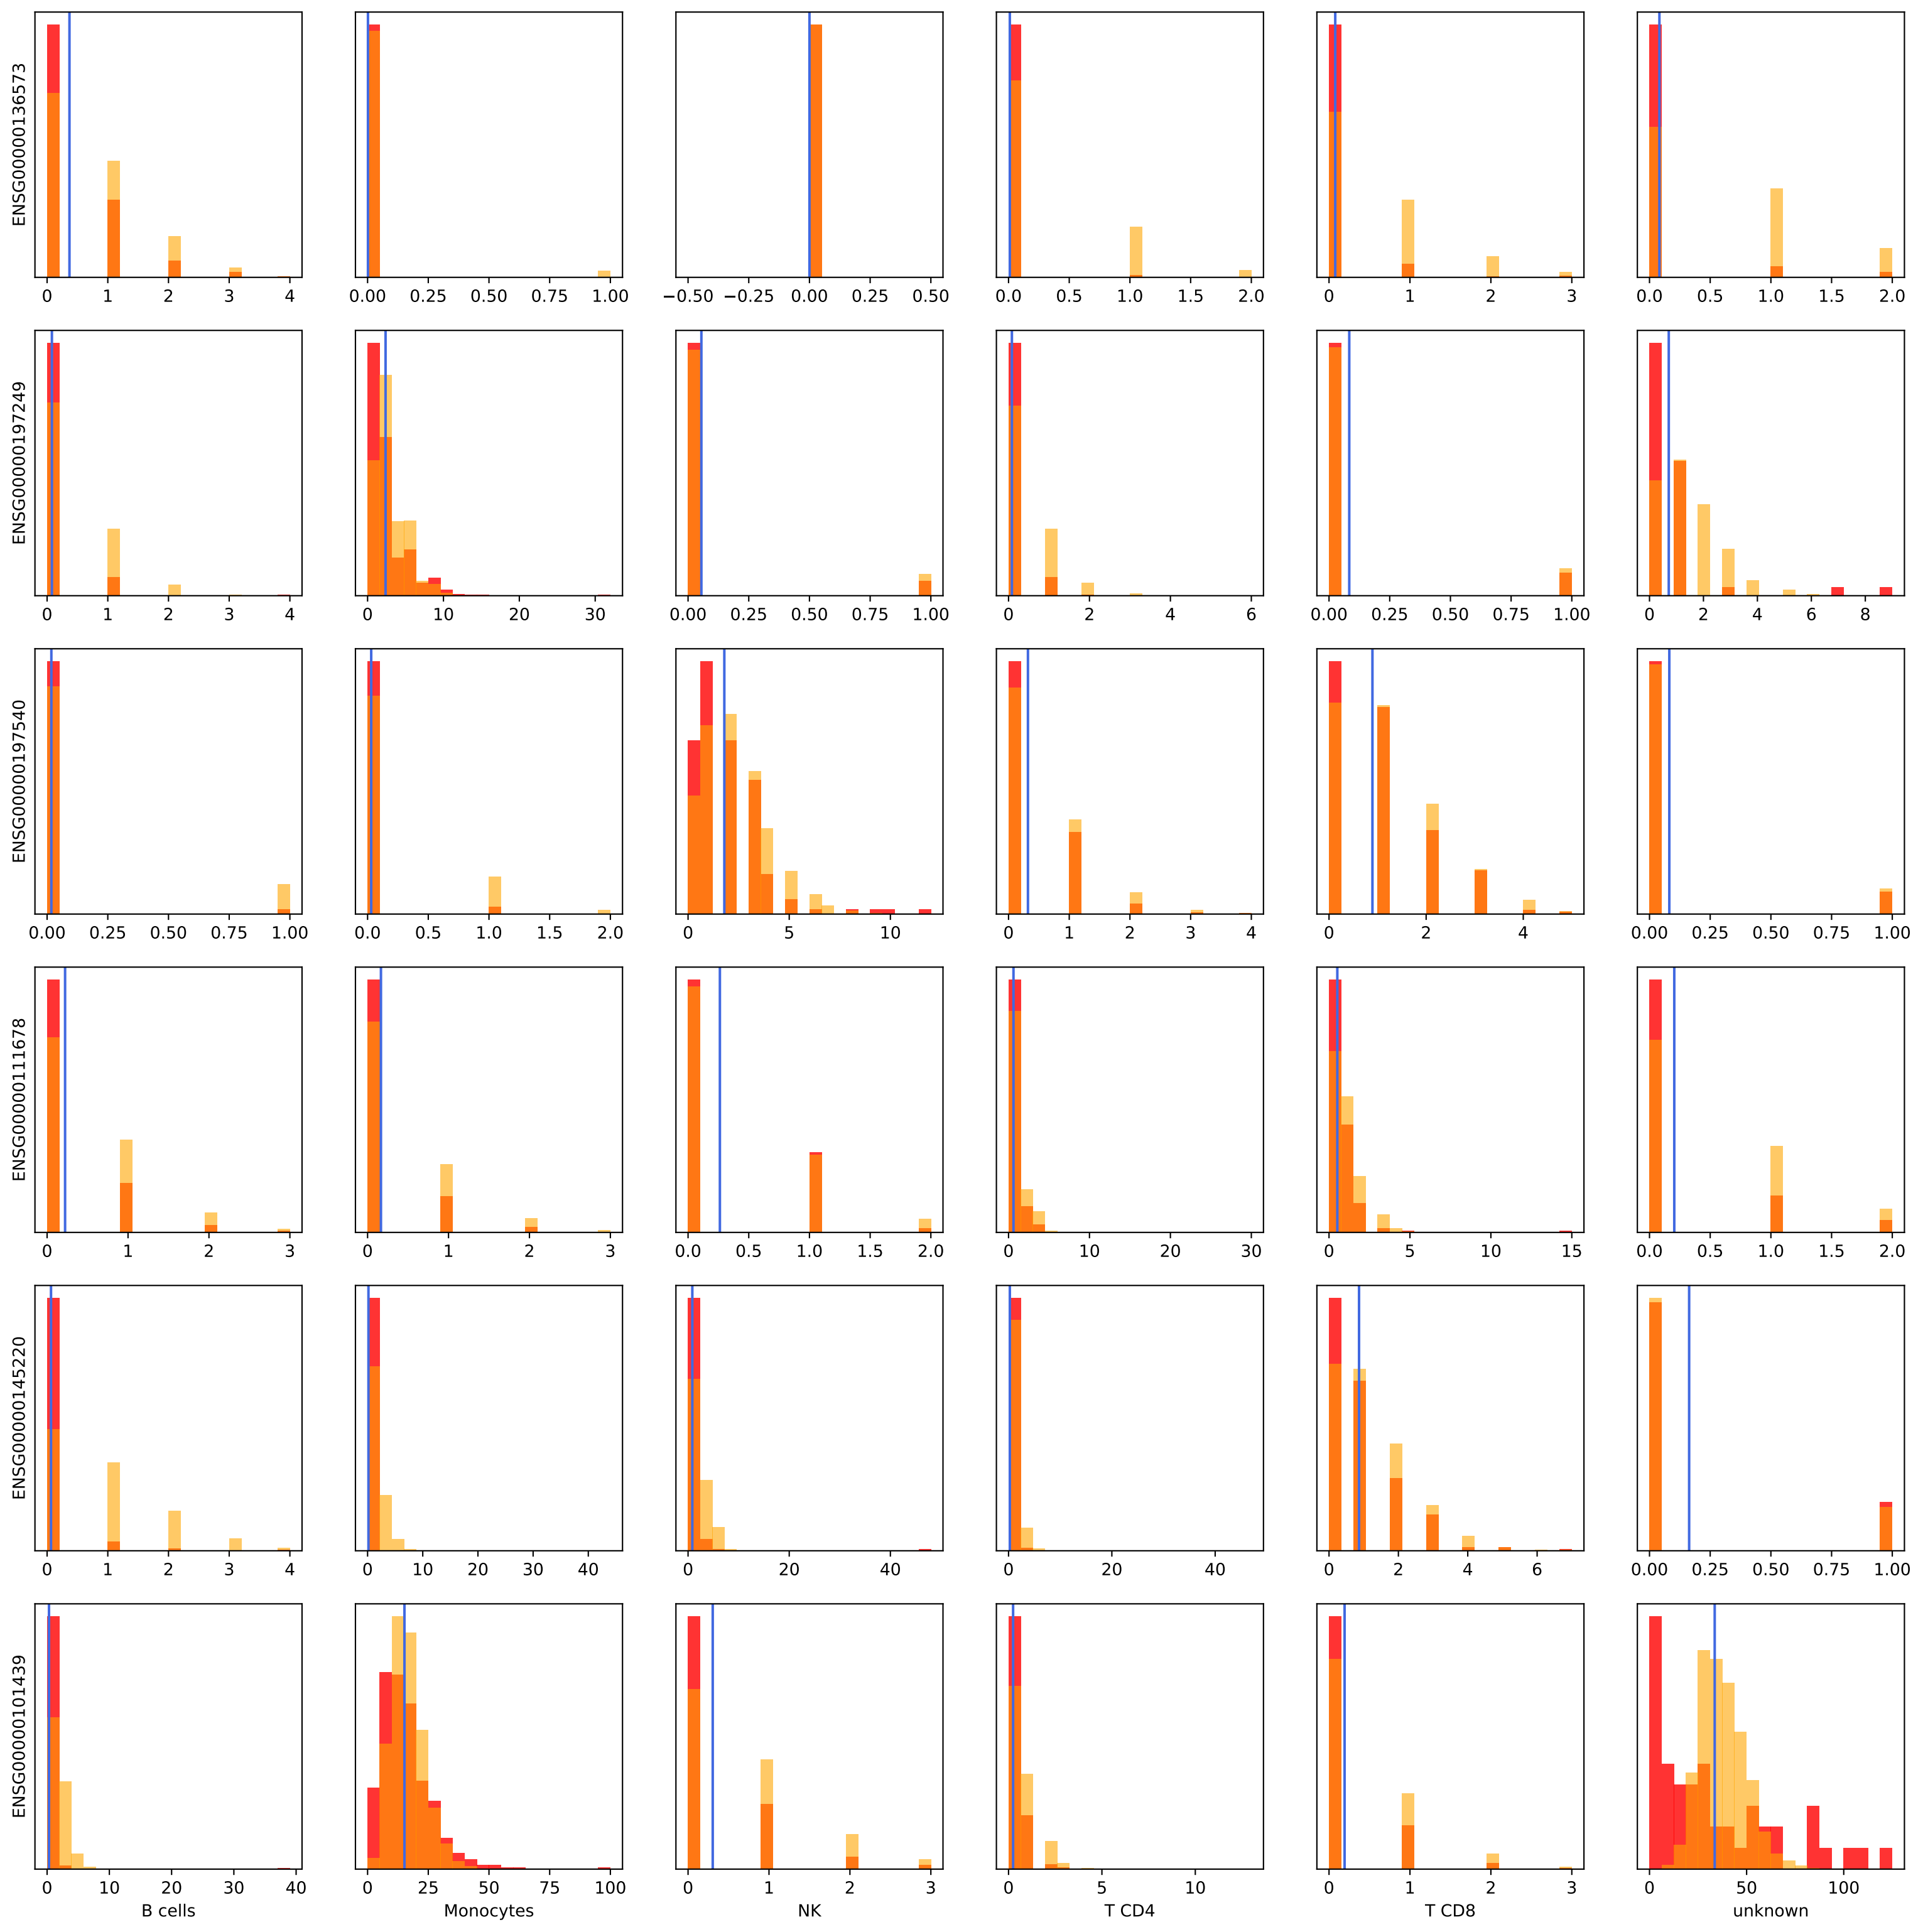 ENSG00000136573
0 1 2 3 4
0.00 0.25 0.50 0.75 1.00
−0.50 −0.25 0.00 0.25 0.50
0.0 0.5 1.0 1.5 2.0
0 1 2 3
0.0 0.5 1.0 1.5 2.0
ENSG00000197249
0 1 2 3 4
0 10 20 30
0.00 0.25 0.50 0.75 1.00
0 2 4 6
0.00 0.25 0.50 0.75 1.00
0 2 4 6 8
ENSG00000197540
0.00 0.25 0.50 0.75 1.00
0.0 0.5 1.0 1.5 2.0
0 5 10
0 1 2 3 4
0 2 4
0.00 0.25 0.50 0.75 1.00
ENSG00000111678
0 1 2 3
0 1 2 3
0.0 0.5 1.0 1.5 2.0
0 10 20 30
0 5 10 15
0.0 0.5 1.0 1.5 2.0
ENSG00000145220
0 1 2 3 4
0 10 20 30 40
0 20 40
0 20 40
0 2 4 6
0.00 0.25 0.50 0.75 1.00
ENSG00000101439
0 10 20 30 40
0 25 50 75 100
0 1 2 3
0 5 10
0 1 2 3
0 50 100
B cells
Monocytes
NK
T CD4
T CD8
unknown